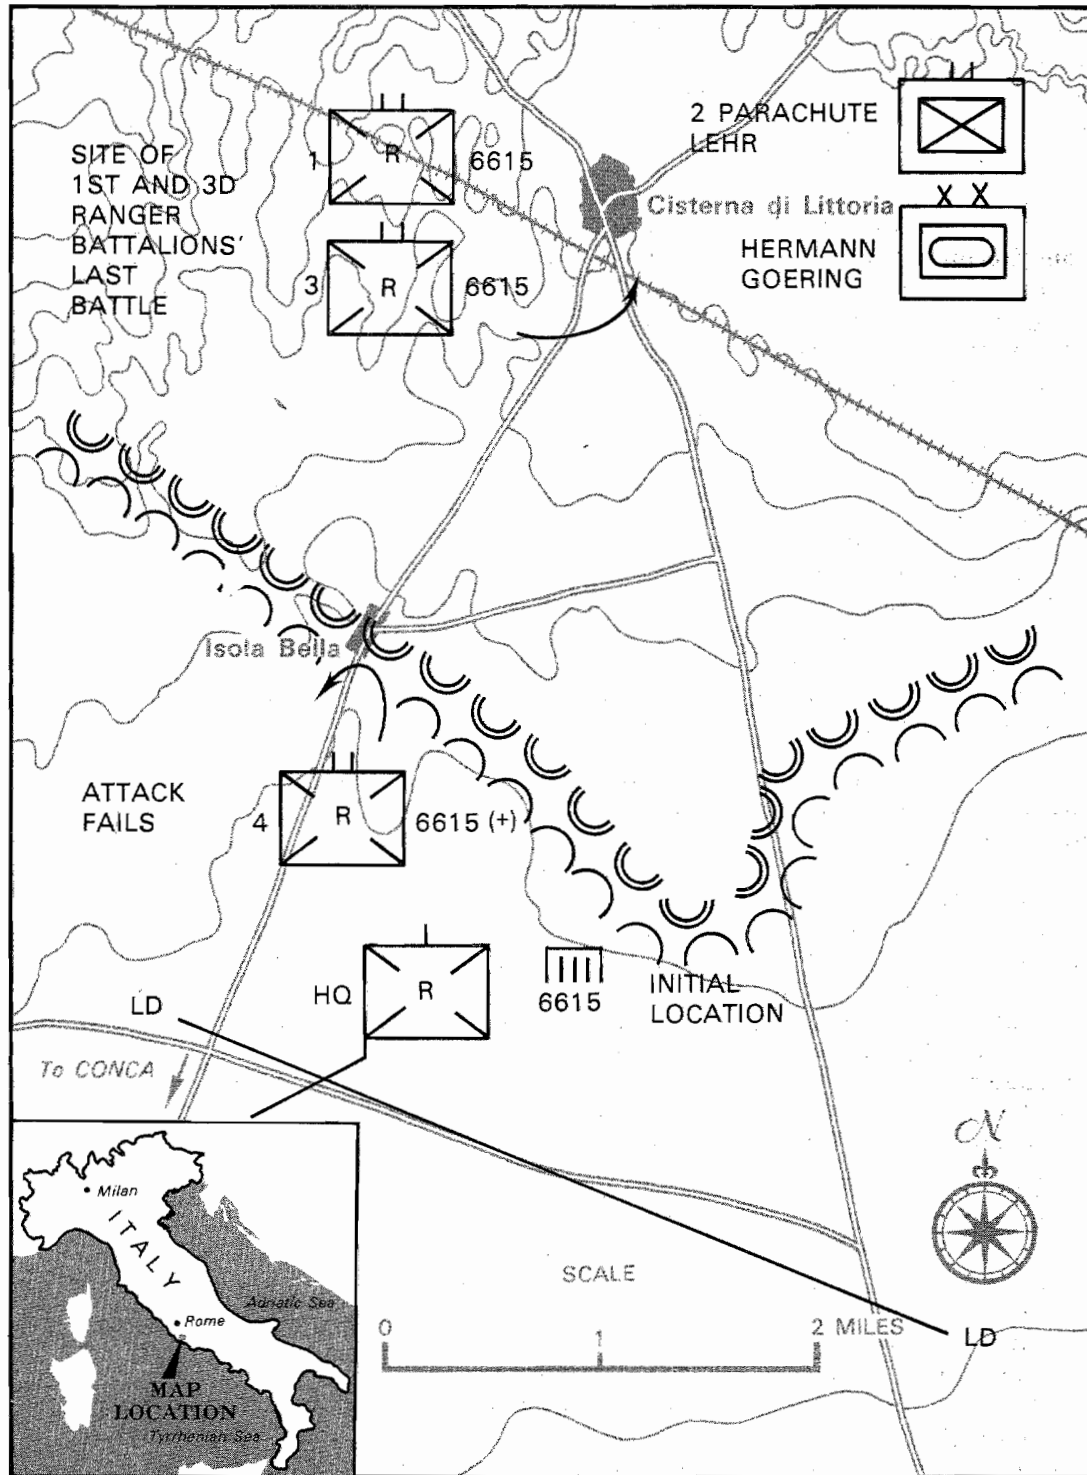 SITE OF
1ST AND 3D
RANGER
BATTALIONS'
LAST
BATTLE
1
R
6615
3
R
6615
2 PARACHUTE
LEHR
Cisterna di Littoria
HERMANN
GOERING
Isola Bella
ATTACK
FAILS
4
R
6615 (+)
HQ
R
6615
INITIAL
LOCATION
LD
To CONCA
N
SCALE
0
1
2 MILES
LD
Milan
ITALY
Adriatic Sea
Rome
MAP
LOCATION
Tyrrhenian Sea